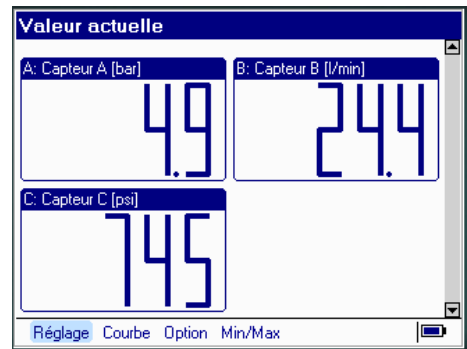 Valeur actuelle
A: Capteur A [bar]
4.9
B: Capteur B [l/min]
24.4
C: Capteur C [psi]
745
Réglage Courbe Option Min/Max